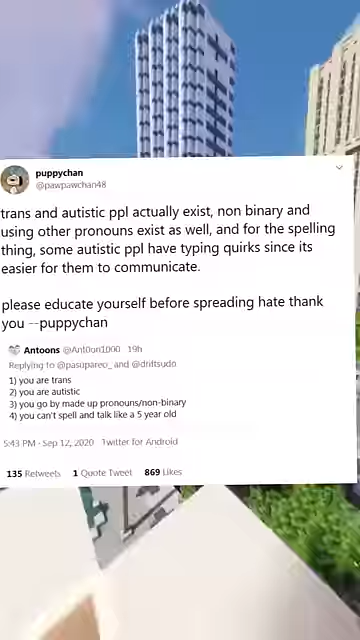 puppychan
@pawpawchan48
trans and autistic ppl actually exist, non binary and
using other pronouns exist as well, and for the spelling
thing, some autistic ppl have typing quirks since its
easier for them to communicate.
please educate yourself before spreading hate thank
you --puppychan
Antoons @Ant0un1000 19h
Replying to @pasupareo_ and @driftsudo
1) you are trans
2) you are autistic
3) you go by made up pronouns/non-binary
4) you can't spell and talk like a 5 year old
5:43 PM · Sep 12, 2020 Twitter for Android
135 Retweets 1 Quote Tweet 869 Likes